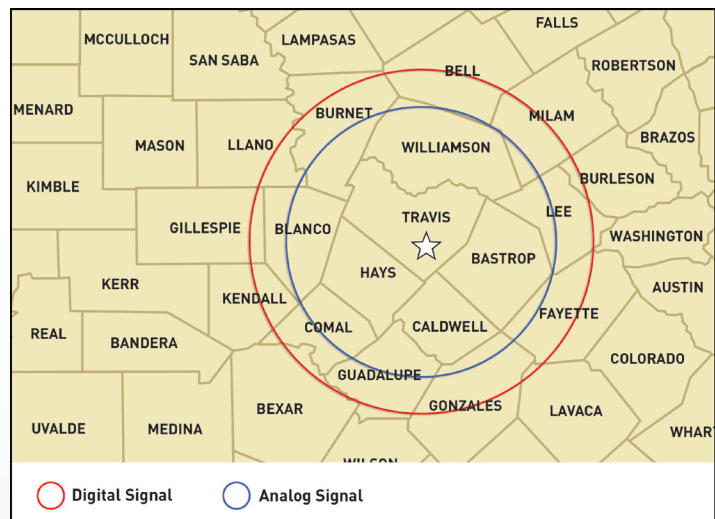 FALLS
MCCULLOCH
LAMPASAS
SAN SABA
BELL
ROBERTSON
MENARD
BURNET
MILAM
BRAZOS
MASON
LLANO
WILLIAMSON
KIMBLE
BURLESON
TRAVIS
LEE
GILLESPIE
BLANCO
WASHINGTON
BASTROP
HAYS
KERR
AUSTIN
KENDALL
FAYETTE
REAL
COMAL
CALDWELL
BANDERA
COLORADO
GUADALUPE
BEXAR
GONZALES
LAVACA
UVALDE
MEDINA
WHART
WILSON
Digital Signal
Analog Signal